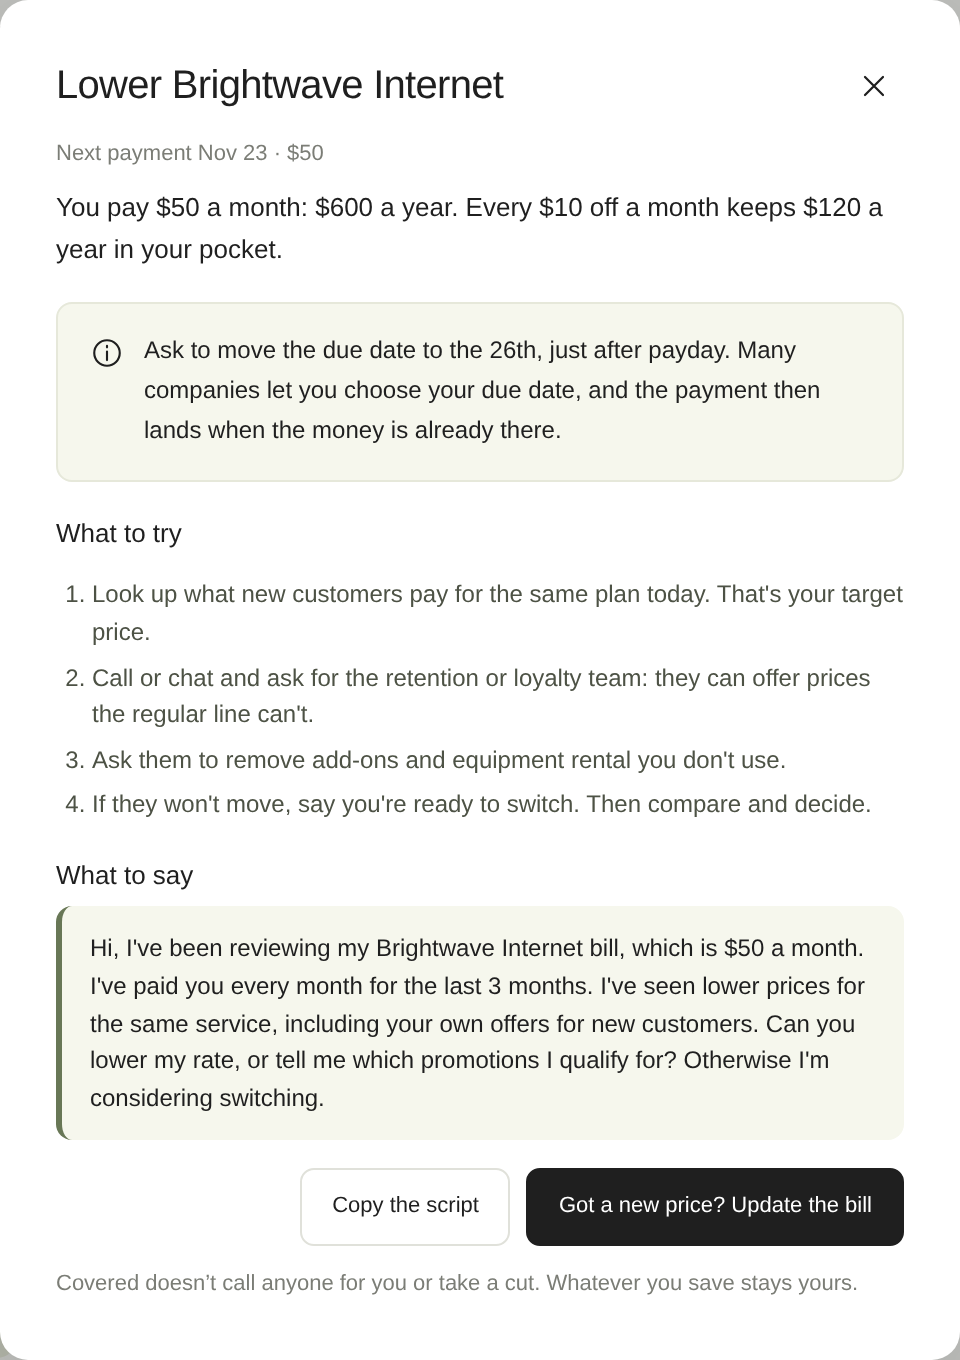 Lower Brightwave Internet
Next payment Nov 23 · $50
You pay $50 a month: $600 a year. Every $10 off a month keeps $120 a
year in your pocket.
Ask to move the due date to the 26th, just after payday. Many
companies let you choose your due date, and the payment then
lands when the money is already there.
What to try
1. Look up what new customers pay for the same plan today. That's your target
price.
2. Call or chat and ask for the retention or loyalty team: they can offer prices
the regular line can't.
3. Ask them to remove add-ons and equipment rental you don't use.
4. If they won't move, say you're ready to switch. Then compare and decide.
What to say
Hi, I've been reviewing my Brightwave Internet bill, which is $50 a month.
I've paid you every month for the last 3 months. I've seen lower prices for
the same service, including your own offers for new customers. Can you
lower my rate, or tell me which promotions I qualify for? Otherwise I'm
considering switching.
Copy the script
Got a new price? Update the bill
Covered doesn’t call anyone for you or take a cut. Whatever you save stays yours.